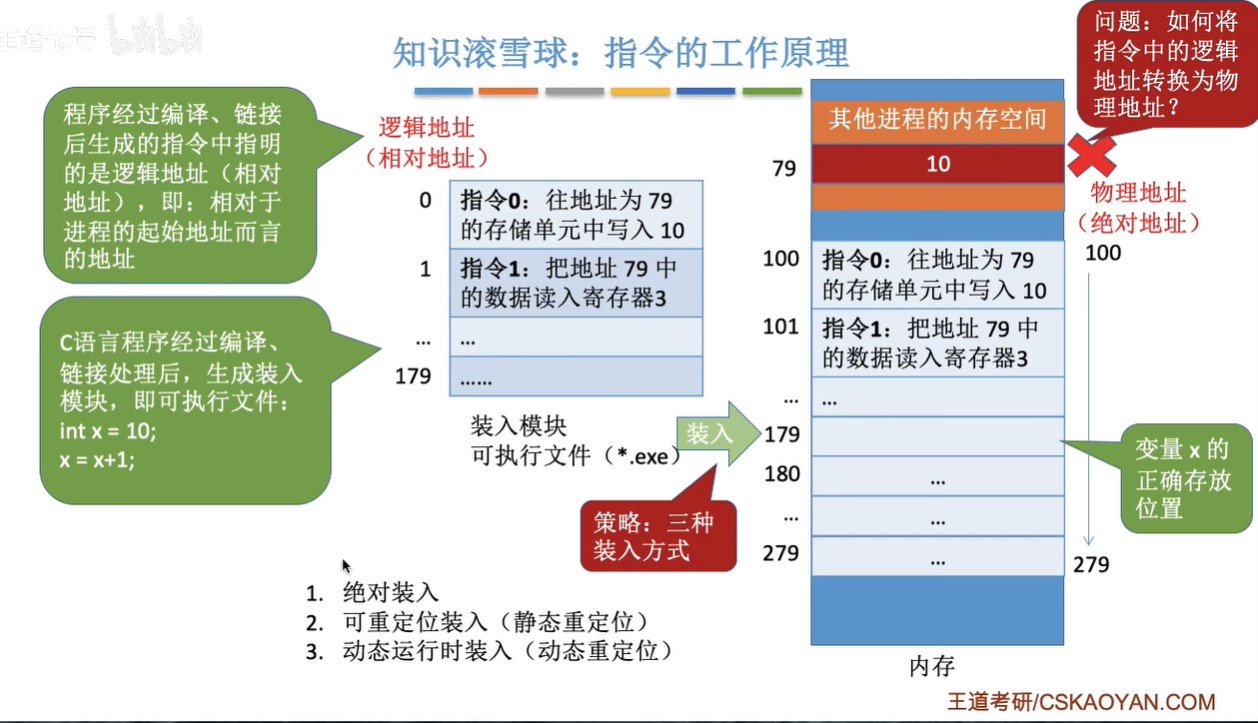 王道论坛 bilibili
知识滚雪球：指令的工作原理
问题：如何将
指令中的逻辑
地址转换为物
理地址？
程序经过编译、链接
后生成的指令中指明
的是逻辑地址（相对
地址），即：相对于
进程的起始地址而言
的地址
C语言程序经过编译、
链接处理后，生成装入
模块，即可执行文件：
int x = 10;
x = x+1;
逻辑地址
（相对地址）
0
指令0：往地址为 79
的存储单元中写入 10
1
指令1：把地址 79 中
的数据读入寄存器3
...
...
179
......
装入模块
可执行文件（*.exe）
装入
策略：三种
装入方式
1. 绝对装入
2. 可重定位装入（静态重定位）
3. 动态运行时装入（动态重定位）
其他进程的内存空间
79
10
物理地址
（绝对地址）
100
指令0：往地址为 79
的存储单元中写入 10
101
指令1：把地址 79 中
的数据读入寄存器3
...
...
179
180
...
...
...
279
...
100
279
变量 x 的
正确存放
位置
内存
王道考研/CSKAOYAN.COM